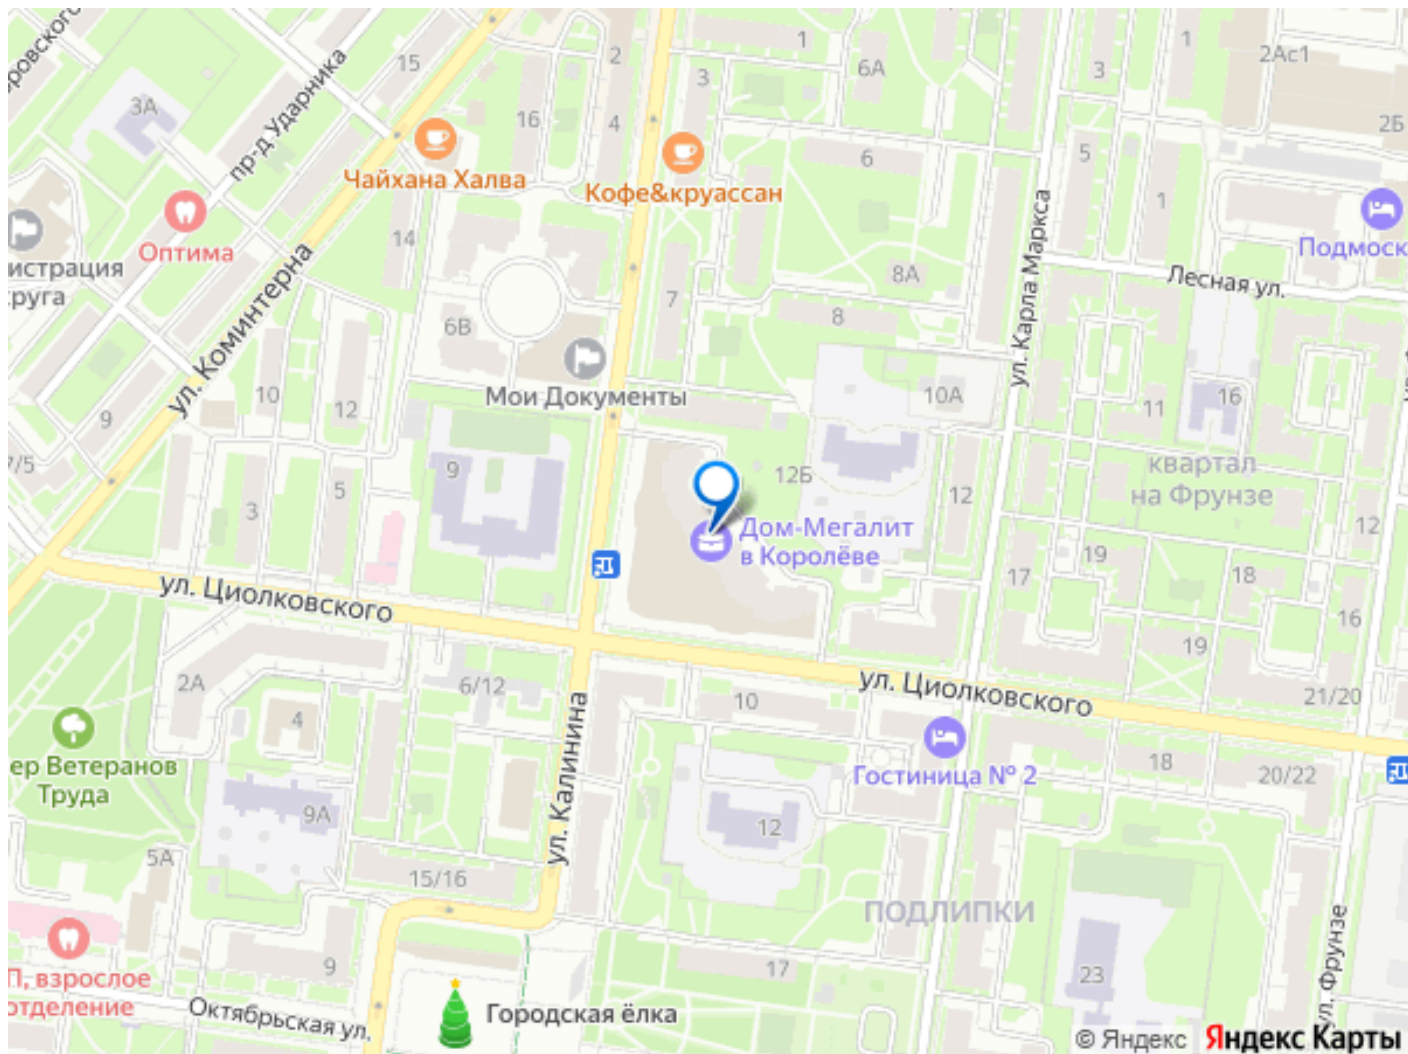 ровского
пр-д Ударника
15
2
1
6А
1
3
2Ас1
3А
16
4
3
2Б
6
5
Чайхана Халва
Кофе&круассан
ул. Карла Маркса
1
Оптима
14
Подмоск
истрация
руга
8А
Лесная ул.
ул. Коминтерна
7
6В
8
Мои Документы
10А
16
11
10
12
9
7/5
9
12Б
квартал
на Фрунзе
5
3
12
12
Дом-Мегалит
в Королёве
19
17
18
ул. Циолковского
16
19
2А
6/12
10
ул. Циолковского
21/20
4
ул. Калинина
Гостиница № 2
18
20/22
ер Ветеранов
Труда
9А
12
5А
15/16
ПОДЛИПКИ
ул. Фрунзе
П, взрослое
отделение
9
17
23
Октябрьская ул.
Городская ёлка
© Яндекс Яндекс Карты